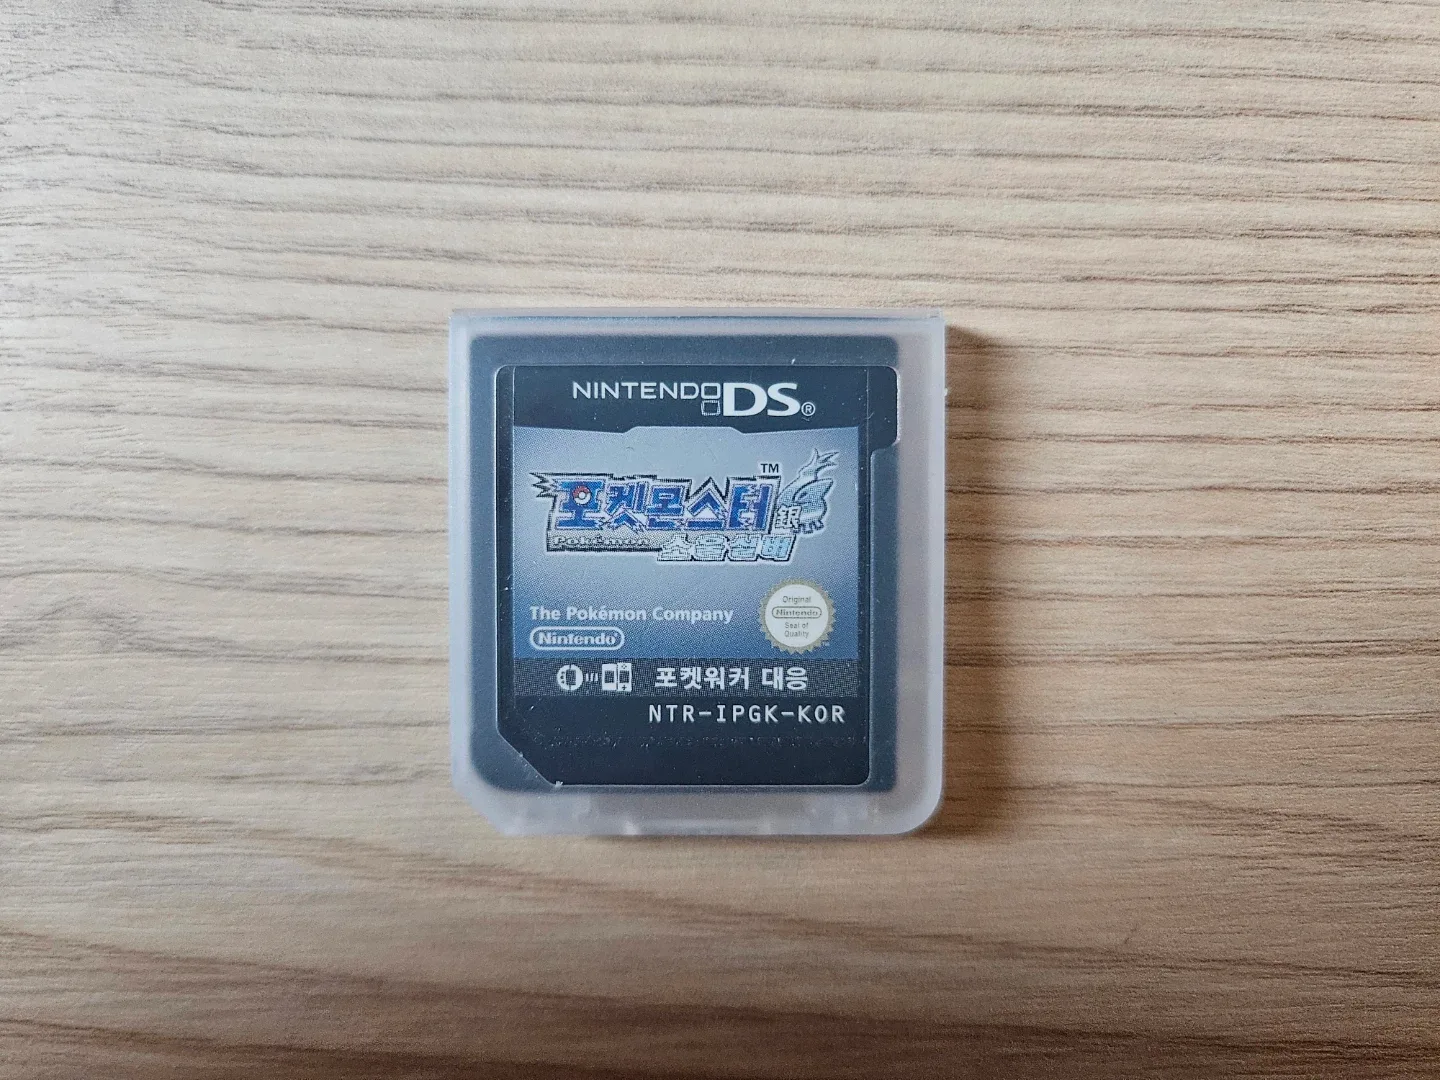 NINTENDO DS®
TM
포켓몬스터 銀
Pokémon 소울실버
The Pokémon Company
Nintendo®
Original
Nintendo
Seal of
Quality
포켓워커 대응
NTR-IPGK-KOR